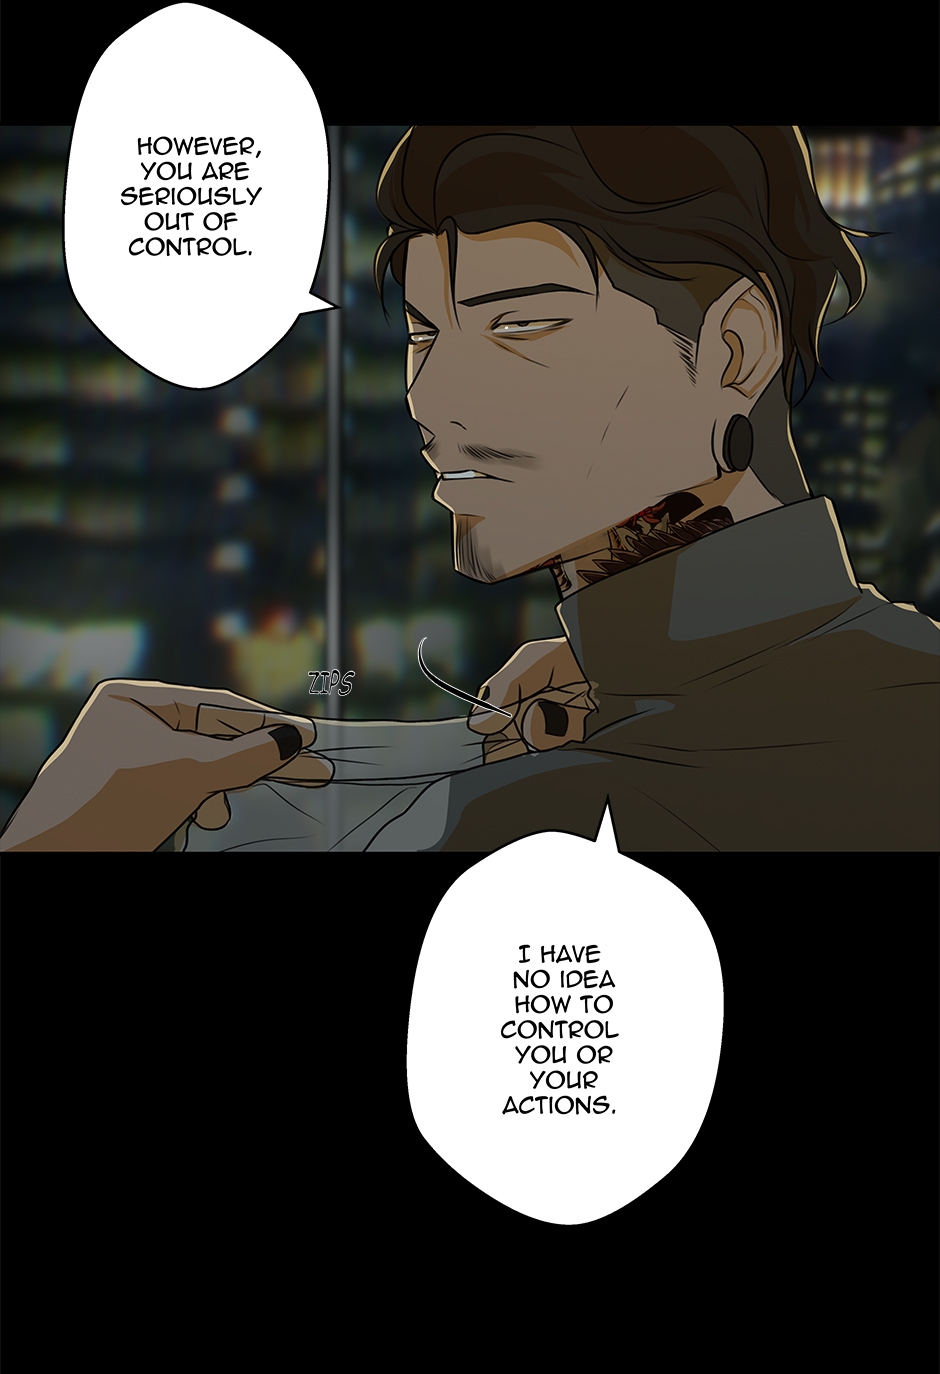 HOWEVER,
YOU ARE
SERIOUSLY
OUT OF
CONTROL.
ZIPS
I HAVE
NO IDEA
HOW TO
CONTROL
YOU OR
YOUR
ACTIONS.